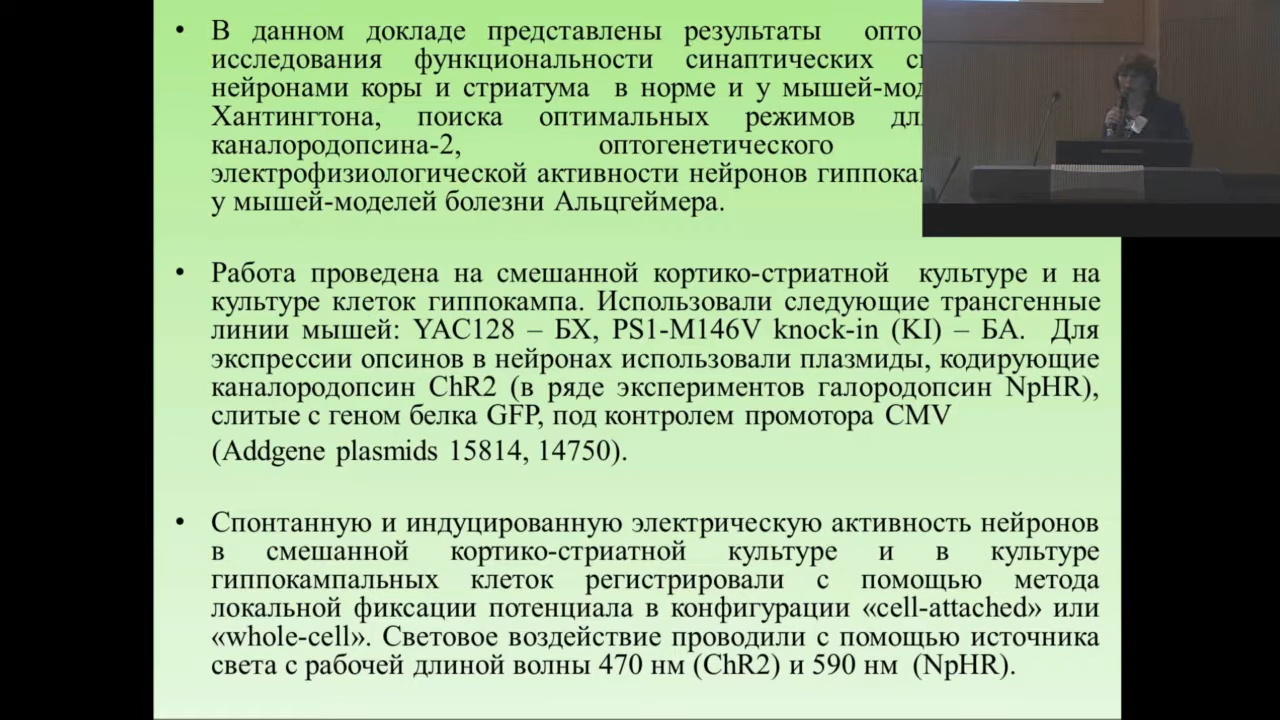 • В данном докладе представлены результаты
исследования функциональности синаптических
нейронами коры и стриатума в норме и у
Хантингтона, поиска оптимальных режимов
каналородопсина-2, оптогенетического
электрофизиологической активности нейронов
у мышей-моделей болезни Альцгеймера.
• Работа проведена на смешанной кортико-стриатной культуре и на
культуре клеток гиппокампа. Использовали следующие трансгенные
линии мышей: YAC128 – БХ, PS1-M146V knock-in (KI) – БА. Для
экспрессии опсинов в нейронах использовали плазмиды, кодирующие
каналородопсин ChR2 (в ряде экспериментов галородопсин NpHR),
слитые с геном белка GFP, под контролем промотора CMV
(Addgene plasmids 15814, 14750).
• Спонтанную и индуцированную электрическую активность нейронов
в смешанной кортико-стриатной культуре и в культуре
гиппокампальных клеток регистрировали с помощью метода
локальной фиксации потенциала в конфигурации «cell-attached» или
«whole-cell». Световое воздействие проводили с помощью источника
света с рабочей длиной волны 470 нм (ChR2) и 590 нм (NpHR).